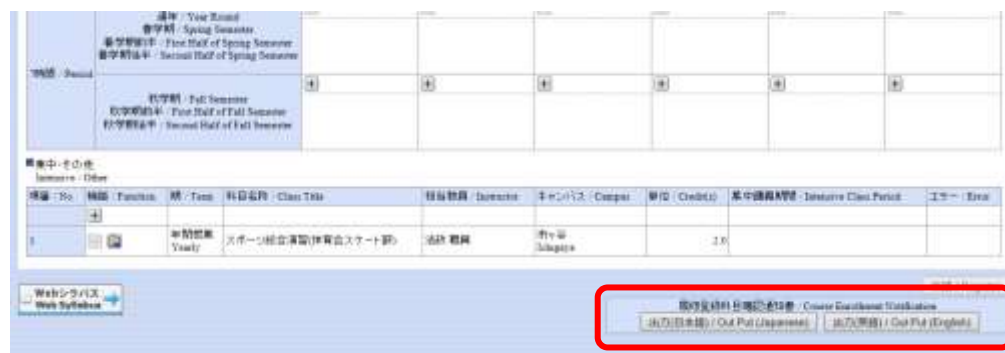 通年 / Year Round
春学期 / Spring Semester
春学期前半 / First Half of Spring Semester
春学期後半 / Second Half of Spring Semester
7時限 / Period
秋学期 / Fall Semester
秋学期前半 / First Half of Fall Semester
秋学期後半 / Second Half of Fall Semester
■集中・その他
Intensive / Other
項番 / No 機能 / Function 期 / Term 科目名称 / Class Title 担当教員 / Instructor キャンパス / Campus 単位 / Credit(s) 集中講義期間 / Intensive Class Period エラー / Error
1 年間授業 スポーツ総合演習(体育会スケート部) 法政 職員 市ヶ谷 2.0
Yearly Ichigaya
Webシラバス
Web Syllabus
履修登録科目確認通知書 / Course Enrollment Notification
出力(日本語) / Out Put (Japanese) 出力(英語) / Out Put (English)